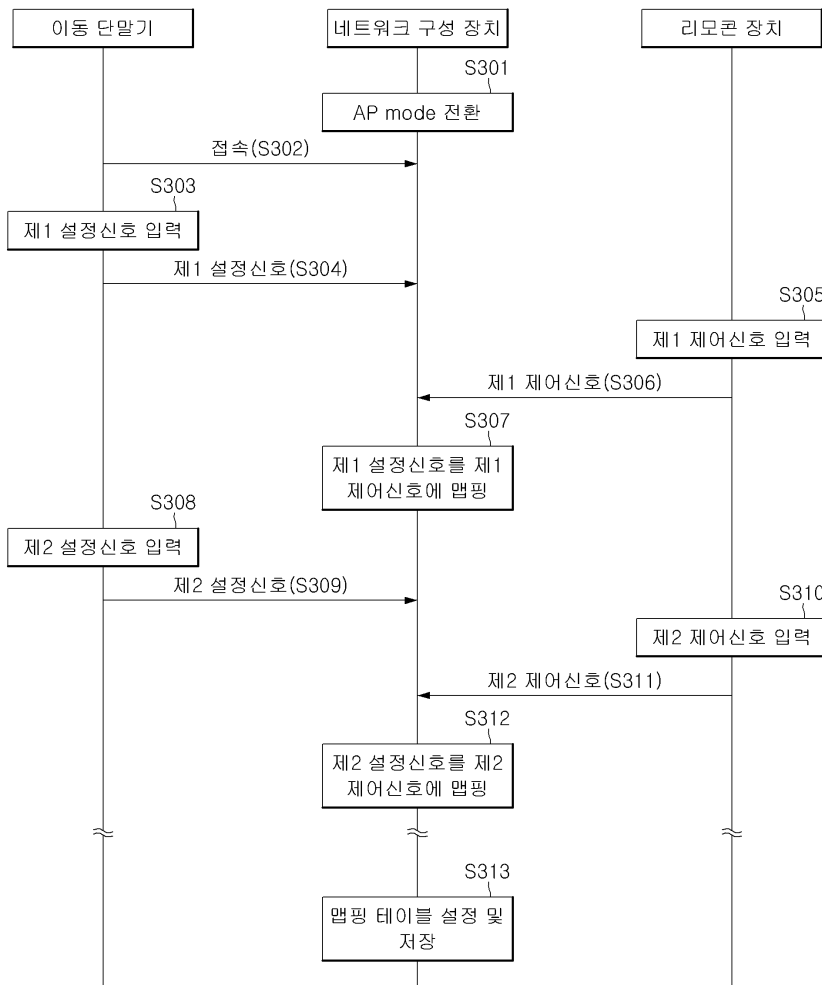 이동 단말기
네트워크 구성 장치
리모콘 장치
S301
AP mode 전환
접속(S302)
S303
제1 설정신호 입력
제1 설정신호(S304)
S305
제1 제어신호 입력
제1 제어신호(S306)
S307
제1 설정신호를 제1
제어신호에 맵핑
S308
제2 설정신호 입력
제2 설정신호(S309)
S310
제2 제어신호 입력
제2 제어신호(S311)
S312
제2 설정신호를 제2
제어신호에 맵핑
S313
맵핑 테이블 설정 및
저장